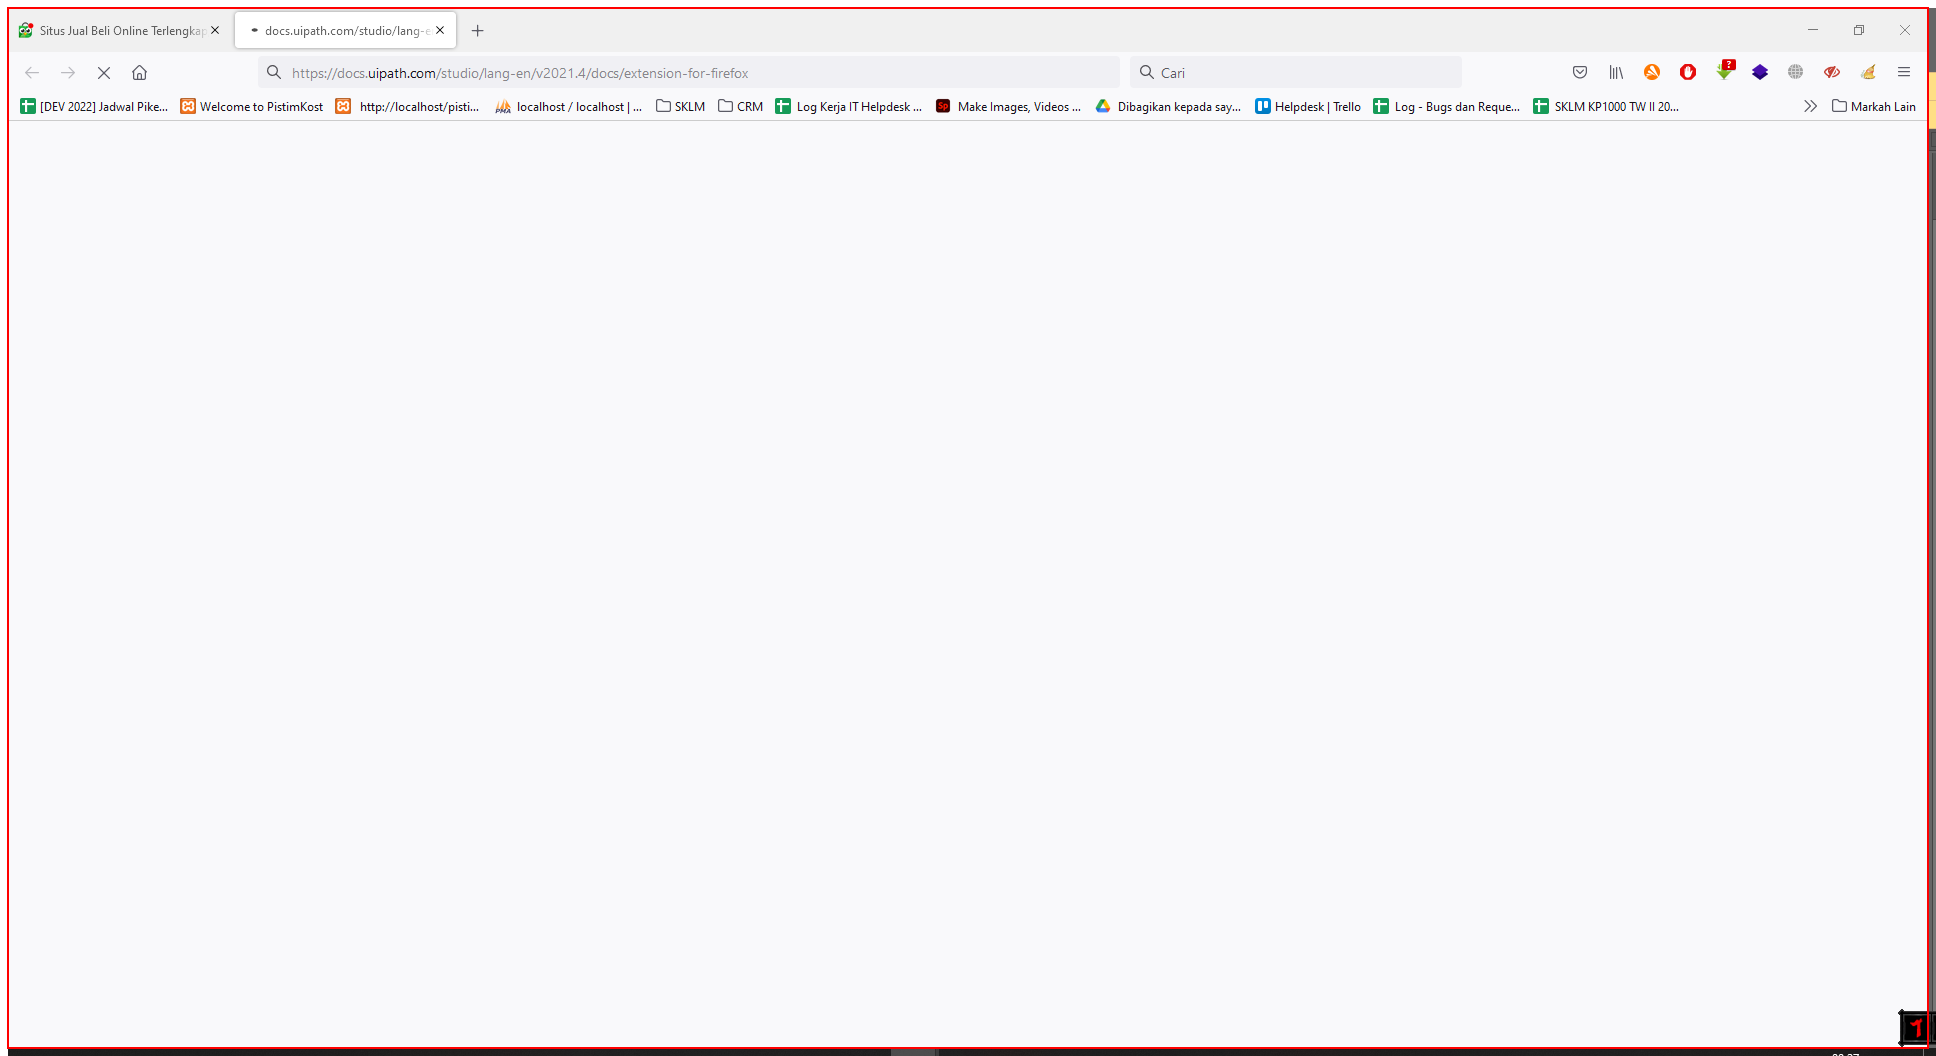 Situs Jual Beli Online Terlengkap
docs.uipath.com/studio/lang-e
https://docs.uipath.com/studio/lang-en/v2021.4/docs/extension-for-firefox
Cari
?
[DEV 2022] Jadwal Pike... Welcome to PistimKost http://localhost/pisti... PMA localhost / localhost | ... SKLM CRM Log Kerja IT Helpdesk ... Sp Make Images, Videos ... Dibagikan kepada say... Helpdesk | Trello Log - Bugs dan Reque... SKLM KP1000 TW II 20... Markah Lain